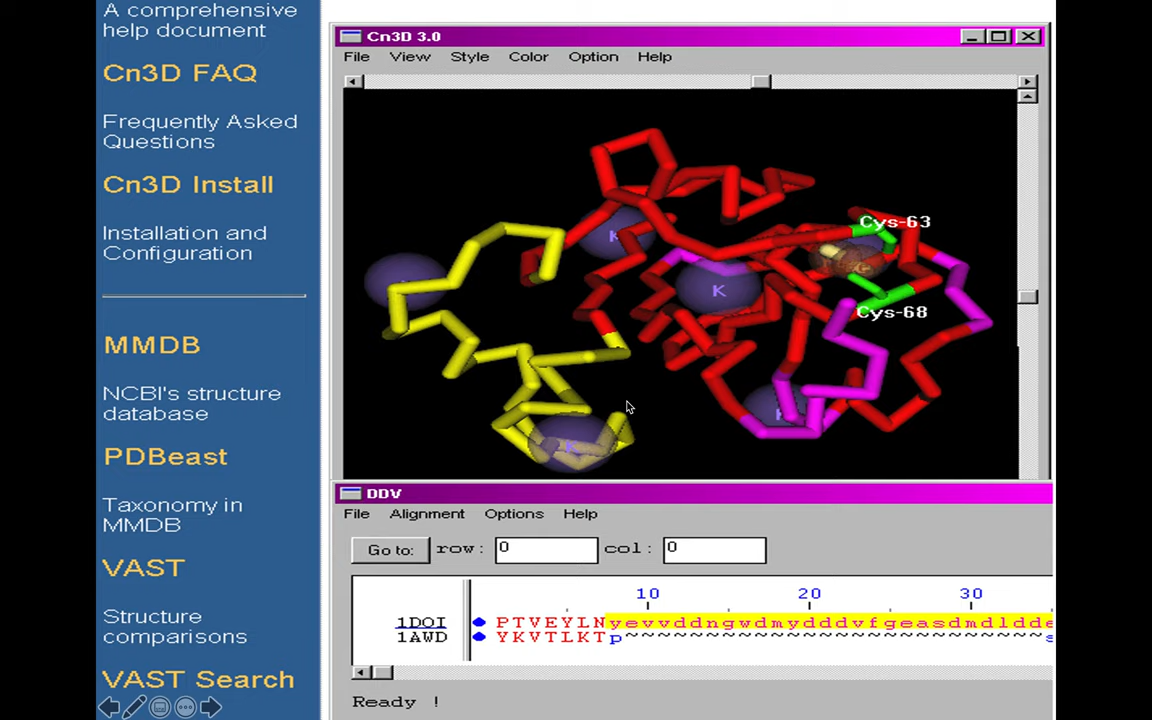 A comprehensive
help document
Cn3D FAQ
Frequently Asked
Questions
Cn3D Install
Installation and
Configuration
MMDB
NCBI's structure
database
PDBeast
Taxonomy in
MMDB
VAST
Structure
comparisons
VAST Search
Cn3D 3.0
File View Style Color Option Help
Cys-63
K
K
Cys-68
K
K
DDV
File Alignment Options Help
Go to: row: 0 col: 0
10 20 30
1DOI PTVEYLNyevvddngwdmydddvfgeasdmdldde
1AWD YKVTLKTp~~~~~~~~~~~~~~~~~~~~~~~~~~s
Ready !